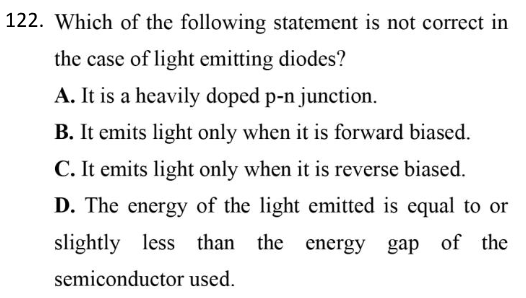 122. Which of the following statement is not correct in
the case of light emitting diodes?
A. It is a heavily doped p-n junction.
B. It emits light only when it is forward biased.
C. It emits light only when it is reverse biased.
D. The energy of the light emitted is equal to or
slightly less than the energy gap of the
semiconductor used.